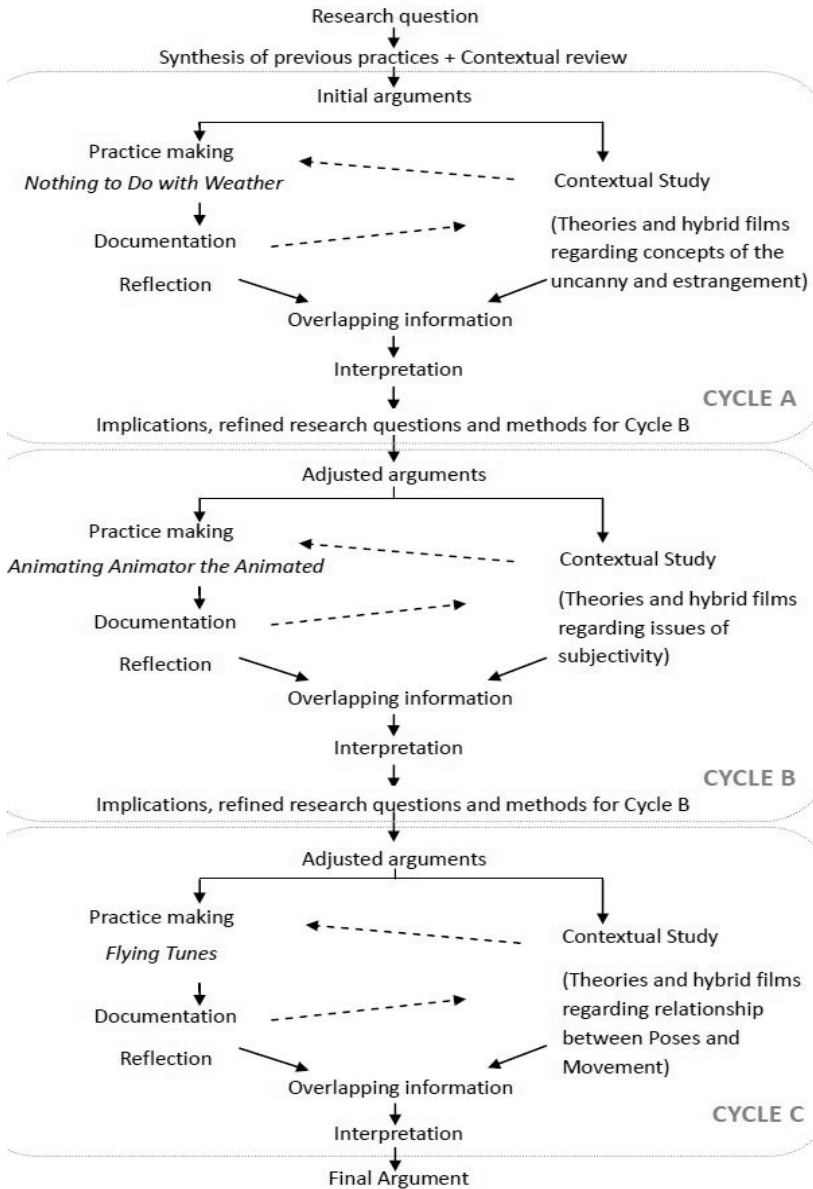 Research question
Synthesis of previous practices + Contextual review
Initial arguments
Practice making
Nothing to Do with Weather
Contextual Study
Documentation
(Theories and hybrid films
regarding concepts of the
uncanny and estrangement)
Reflection
Overlapping information
Interpretation
CYCLE A
Implications, refined research questions and methods for Cycle B
Adjusted arguments
Practice making
Animating Animator the Animated
Contextual Study
Documentation
(Theories and hybrid films
regarding issues of
subjectivity)
Reflection
Overlapping information
Interpretation
CYCLE B
Implications, refined research questions and methods for Cycle B
Adjusted arguments
Practice making
Flying Tunes
Contextual Study
Documentation
(Theories and hybrid films
regarding relationship
between Poses and
Movement)
Reflection
Overlapping information
CYCLE C
Interpretation
Final Argument